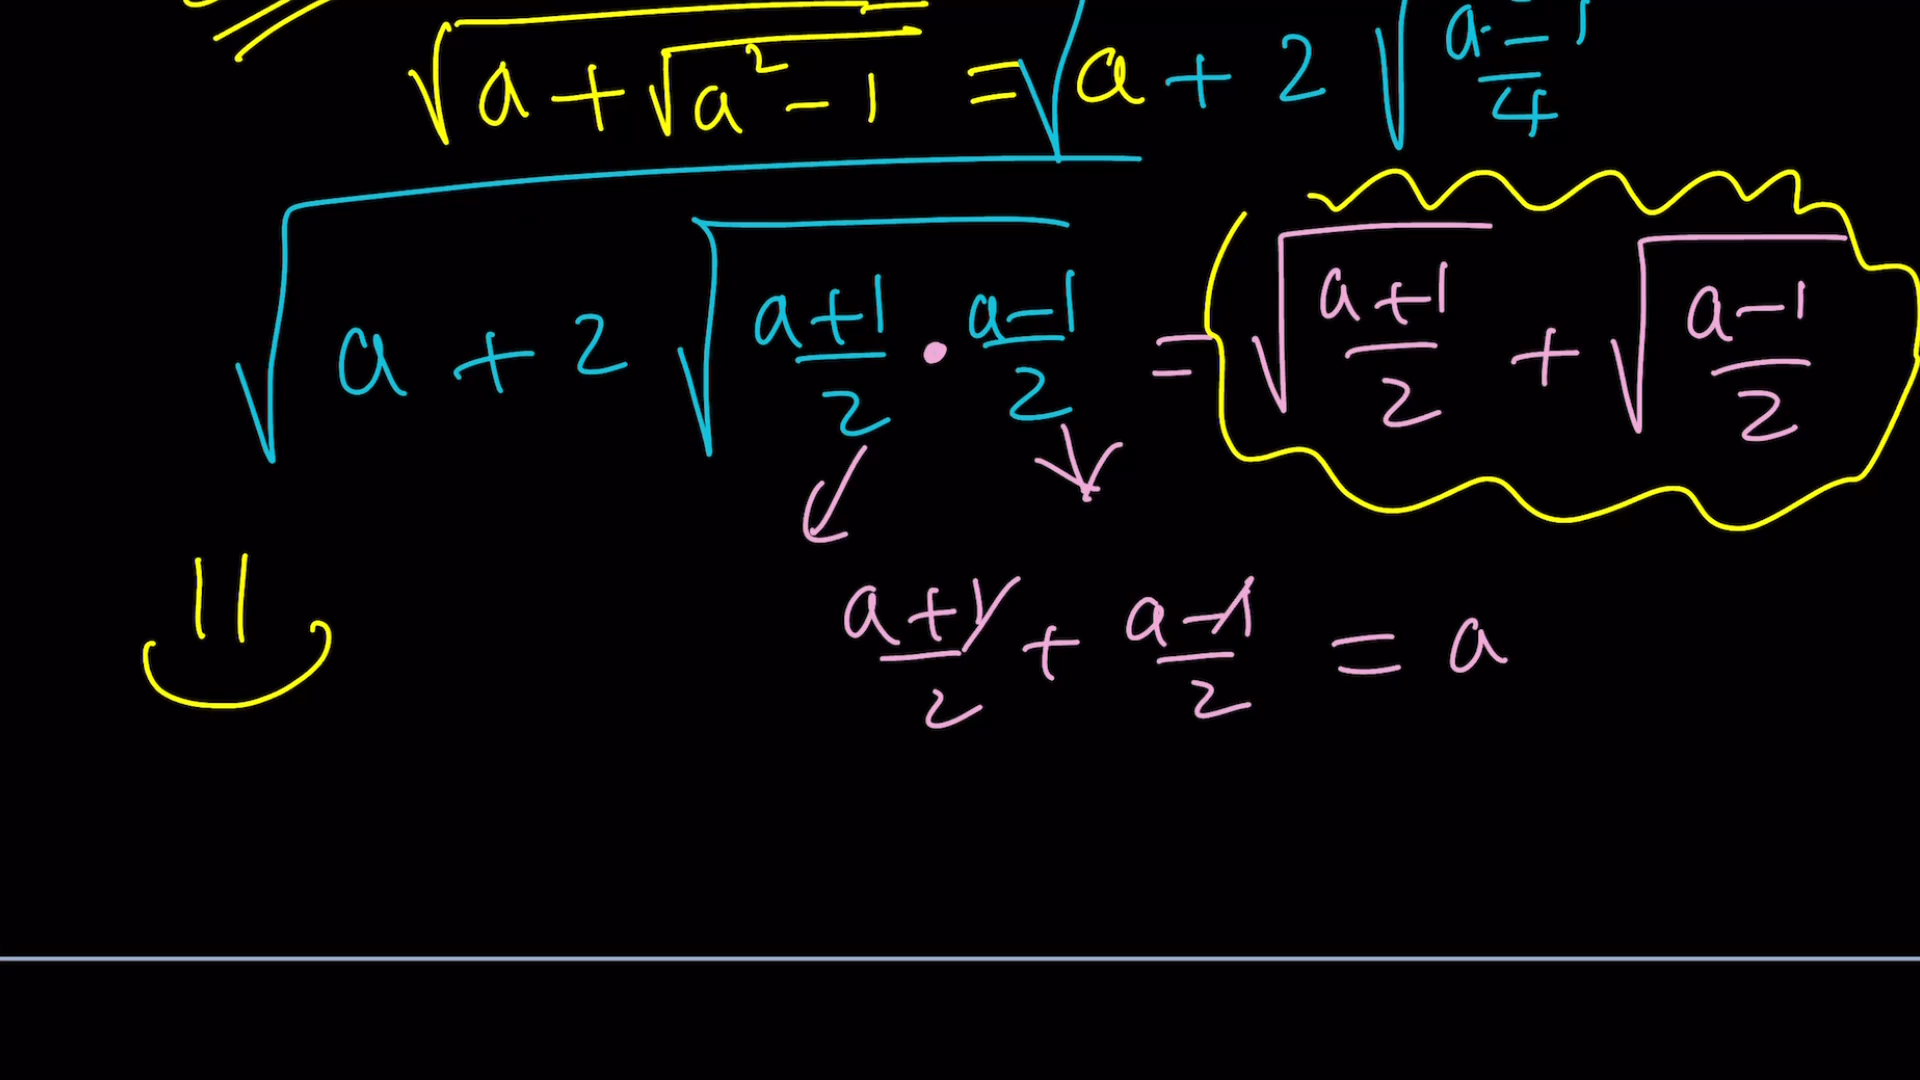 √(a + √(a² - 1)) = √(a + 2√((a² - 1)/4
√(a + 2√((a+1)/2 · (a-1)/2)) = √((a+1)/2) + √((a-1)/2)
(a+1)/2 + (a-1)/2 = a